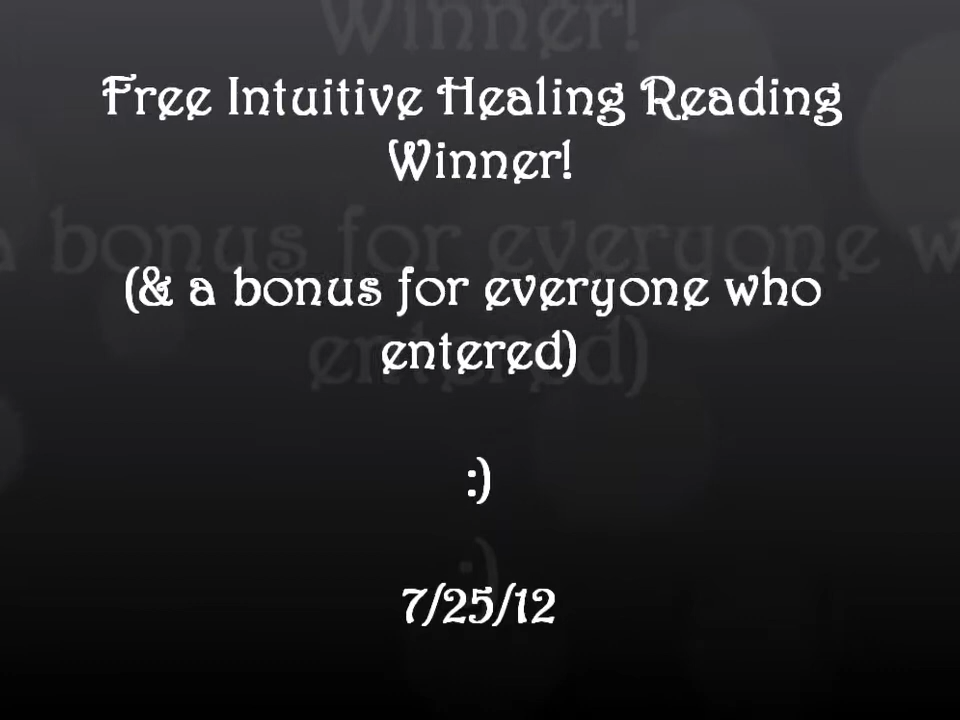 Free Intuitive Healing Reading
Winner!
(& a bonus for everyone who
entered)
:)
7/25/12